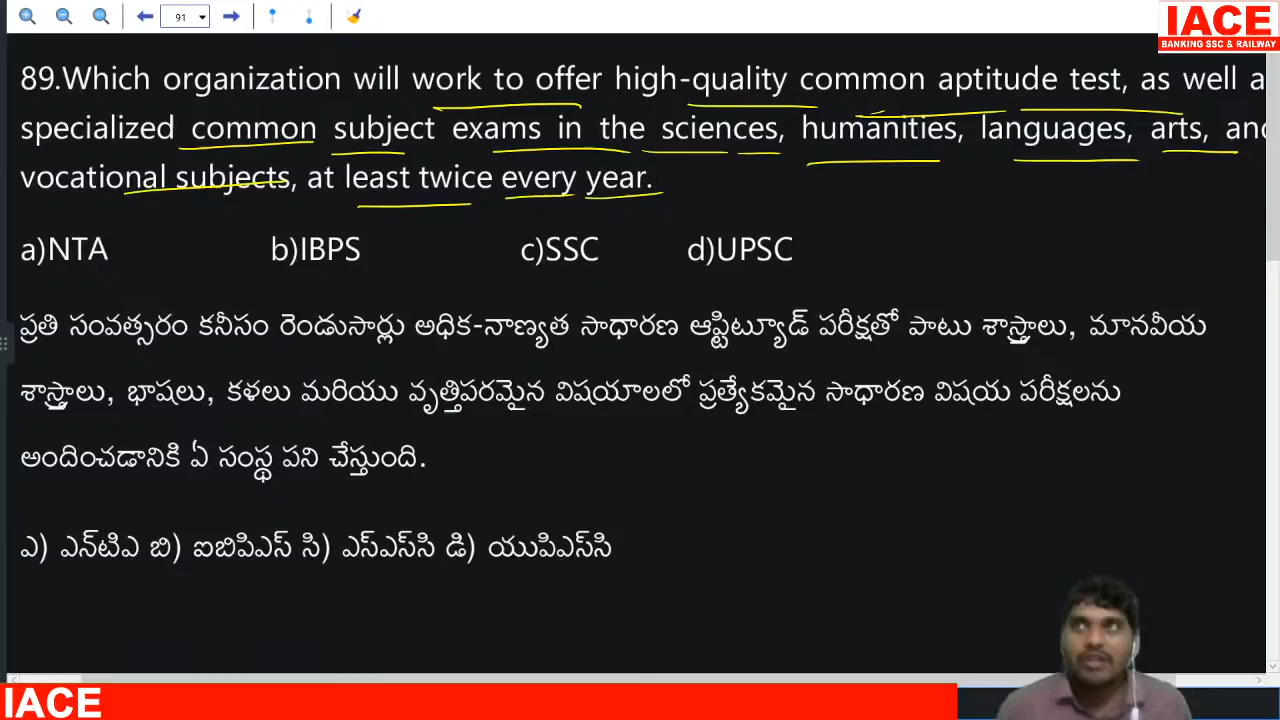 91
IACE
BANKING SSC & RAILWAY
89.Which organization will work to offer high-quality common aptitude test, as well a
specialized common subject exams in the sciences, humanities, languages, arts, and
vocational subjects, at least twice every year.
a)NTA b)IBPS c)SSC d)UPSC
ప్రతి సంవత్సరం కనీసం రెండుసార్లు అధిక-నాణ్యత సాధారణ ఆప్టిట్యూడ్ పరీక్షతో పాటు శాస్త్రాలు, మానవీయ
శాస్త్రాలు, భాషలు, కళలు మరియు వృత్తిపరమైన విషయాలలో ప్రత్యేకమైన సాధారణ విషయ పరీక్షలను
అందించడానికి ఏ సంస్థ పని చేస్తుంది.
ఎ) ఎన్‌టిఎ బి) ఐబిపిఎస్ సి) ఎస్‌ఎస్‌సి డి) యుపిఎస్‌సి
IACE